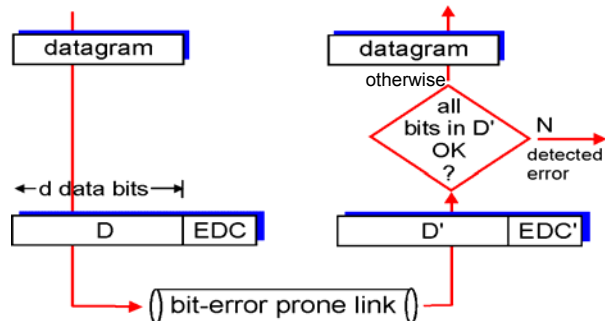 datagram
d data bits
D EDC
bit-error prone link
datagram
otherwise
all
bits in D'
OK
?
N
detected
error
D' EDC'